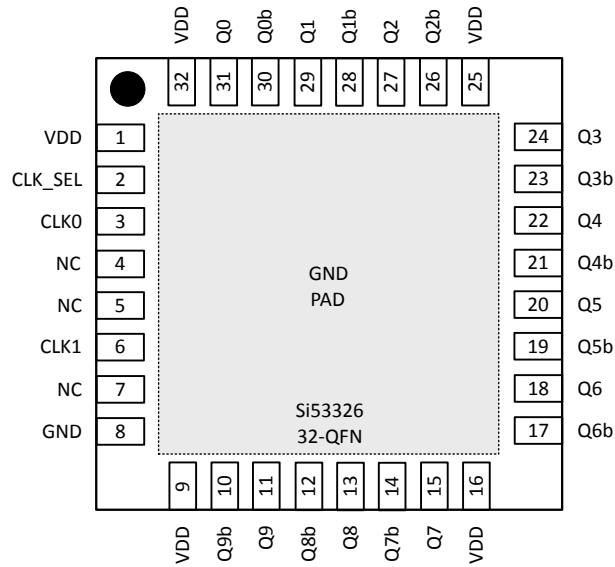 VDD Q0 Q0b Q1 Q1b Q2 Q2b VDD
32 31 30 29 28 27 26 25
VDD 1 24 Q3
CLK_SEL 2 23 Q3b
CLK0 3 22 Q4
NC 4 21 Q4b
GND
PAD
NC 5 20 Q5
CLK1 6 19 Q5b
NC 7 18 Q6
Si53326
32-QFN
GND 8 17 Q6b
9 10 11 12 13 14 15 16
VDD Q9b Q9 Q8b Q8 Q7b Q7 VDD